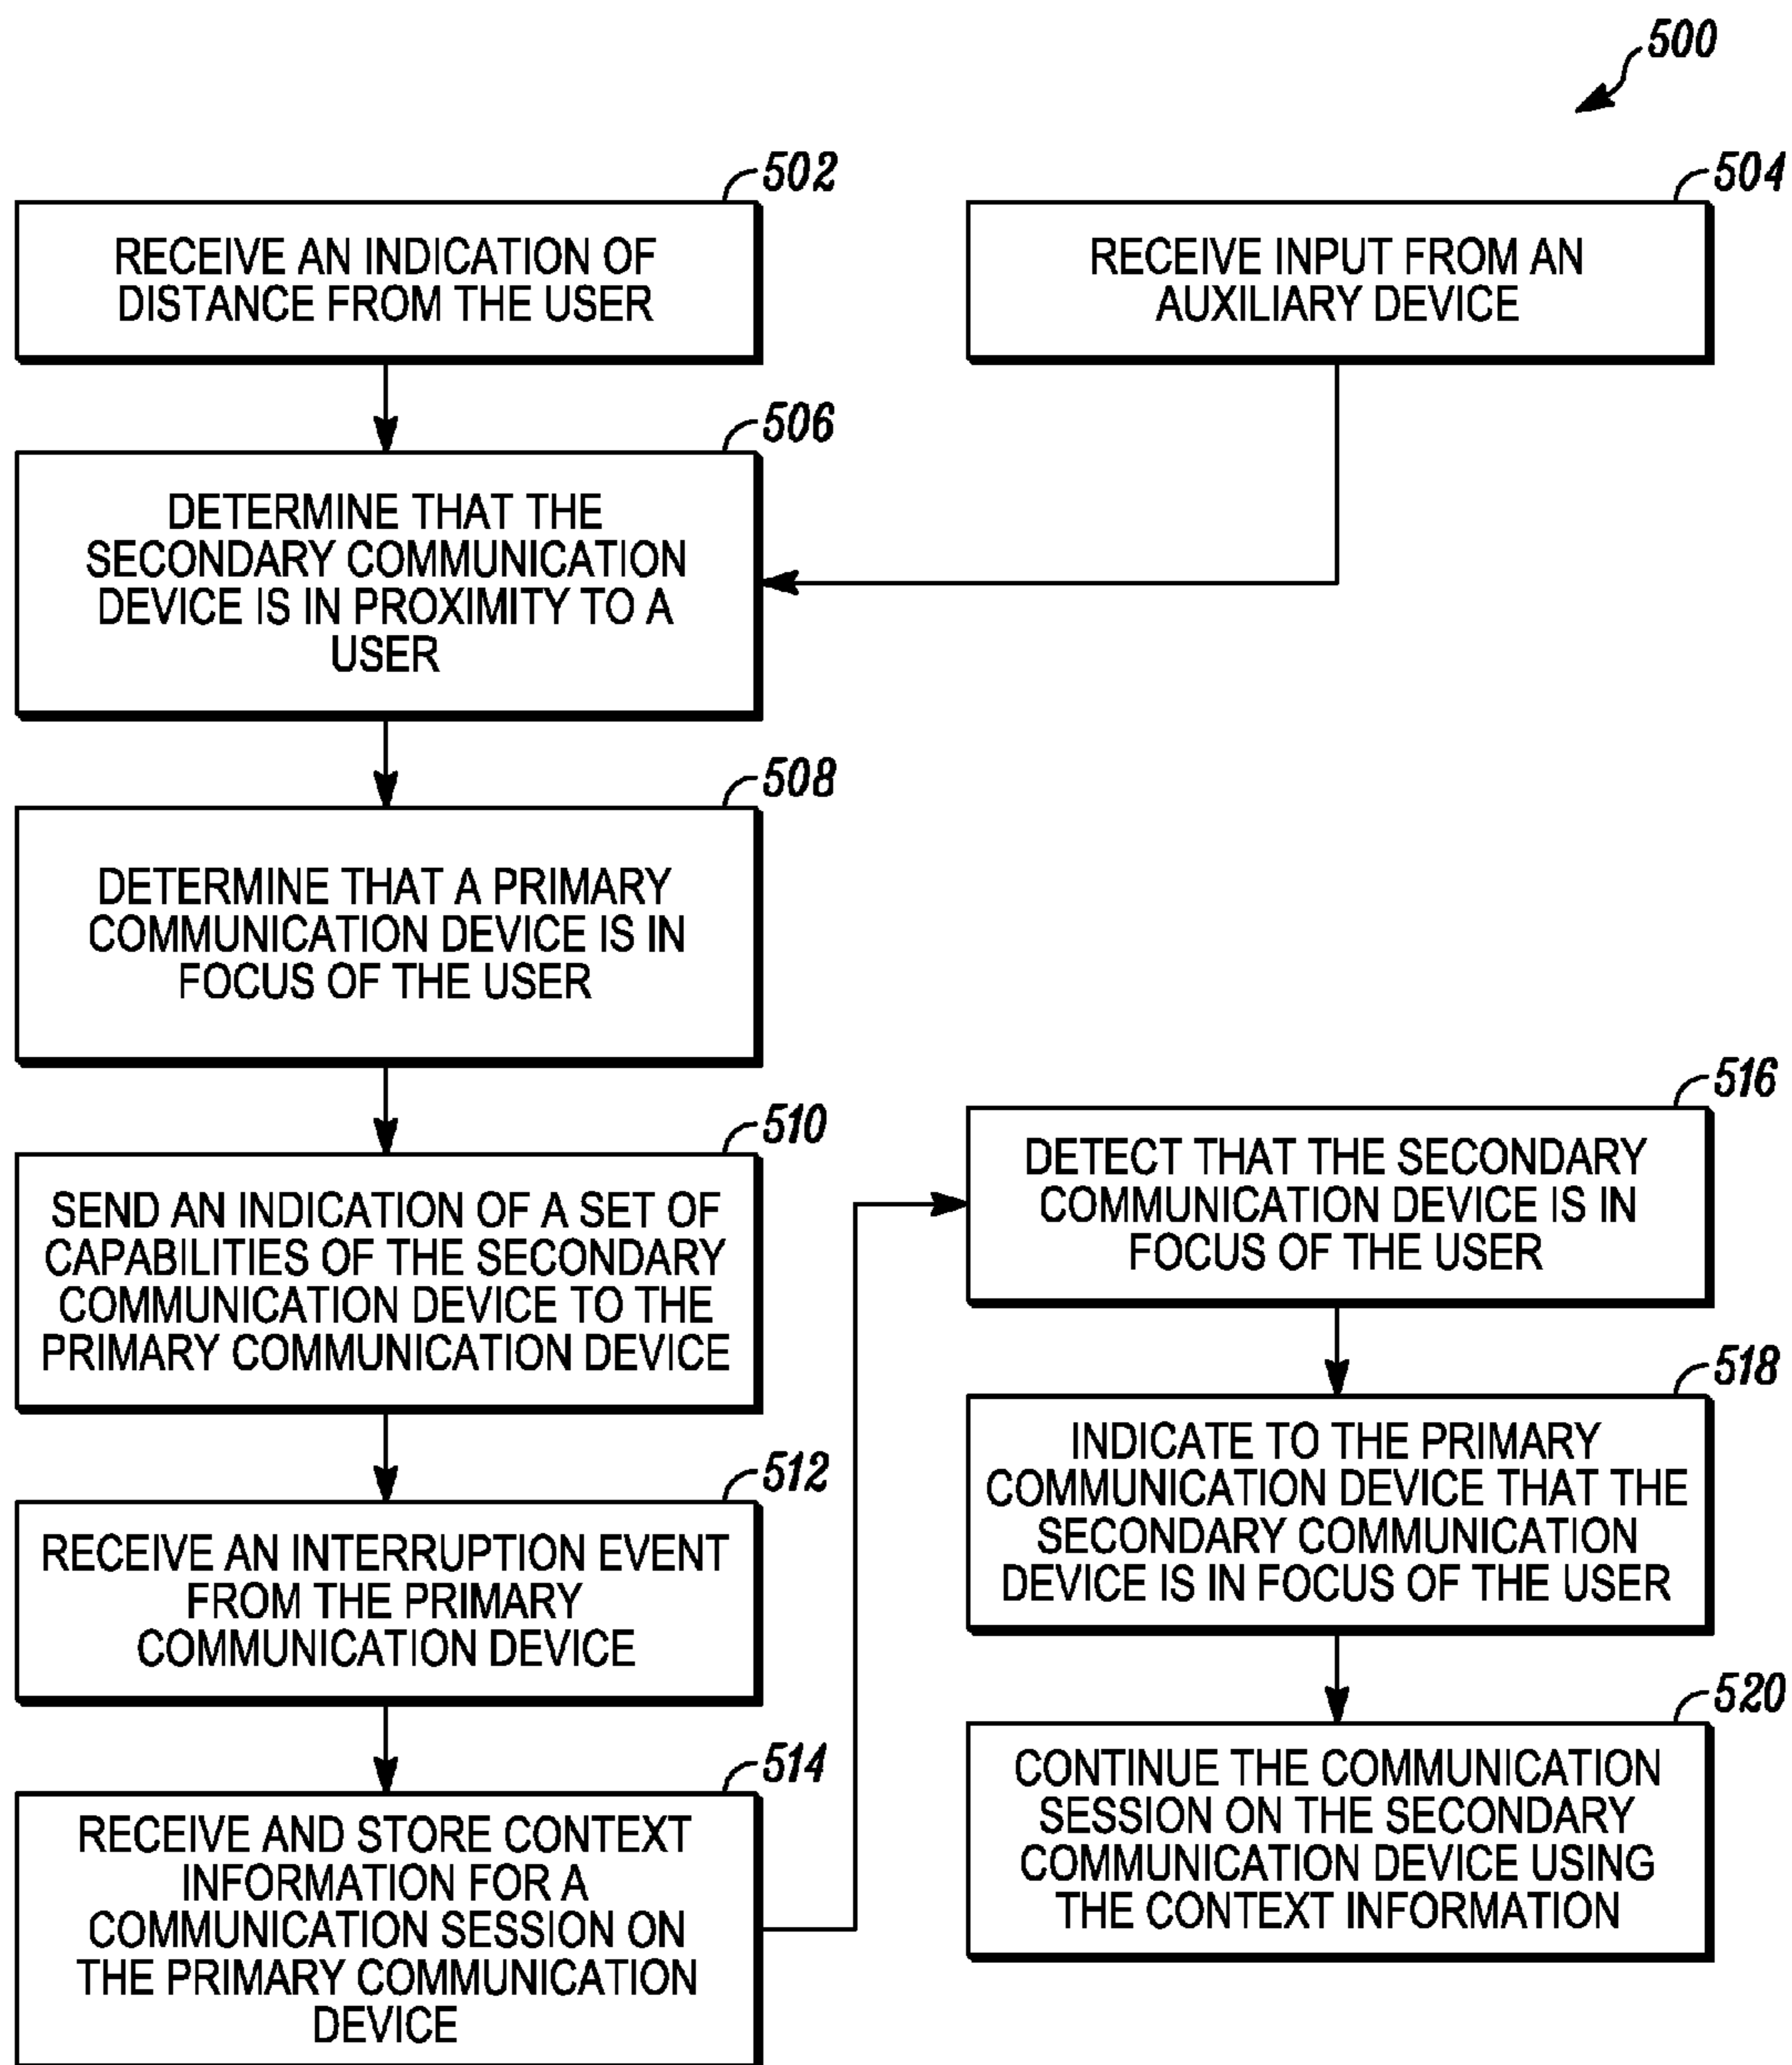 500
502
RECEIVE AN INDICATION OF
DISTANCE FROM THE USER
504
RECEIVE INPUT FROM AN
AUXILIARY DEVICE
506
DETERMINE THAT THE
SECONDARY COMMUNICATION
DEVICE IS IN PROXIMITY TO A
USER
508
DETERMINE THAT A PRIMARY
COMMUNICATION DEVICE IS IN
FOCUS OF THE USER
510
SEND AN INDICATION OF A SET OF
CAPABILITIES OF THE SECONDARY
COMMUNICATION DEVICE TO THE
PRIMARY COMMUNICATION DEVICE
512
RECEIVE AN INTERRUPTION EVENT
FROM THE PRIMARY
COMMUNICATION DEVICE
514
RECEIVE AND STORE CONTEXT
INFORMATION FOR A
COMMUNICATION SESSION ON
THE PRIMARY COMMUNICATION
DEVICE
516
DETECT THAT THE SECONDARY
COMMUNICATION DEVICE IS IN
FOCUS OF THE USER
518
INDICATE TO THE PRIMARY
COMMUNICATION DEVICE THAT THE
SECONDARY COMMUNICATION
DEVICE IS IN FOCUS OF THE USER
520
CONTINUE THE COMMUNICATION
SESSION ON THE SECONDARY
COMMUNICATION DEVICE USING
THE CONTEXT INFORMATION